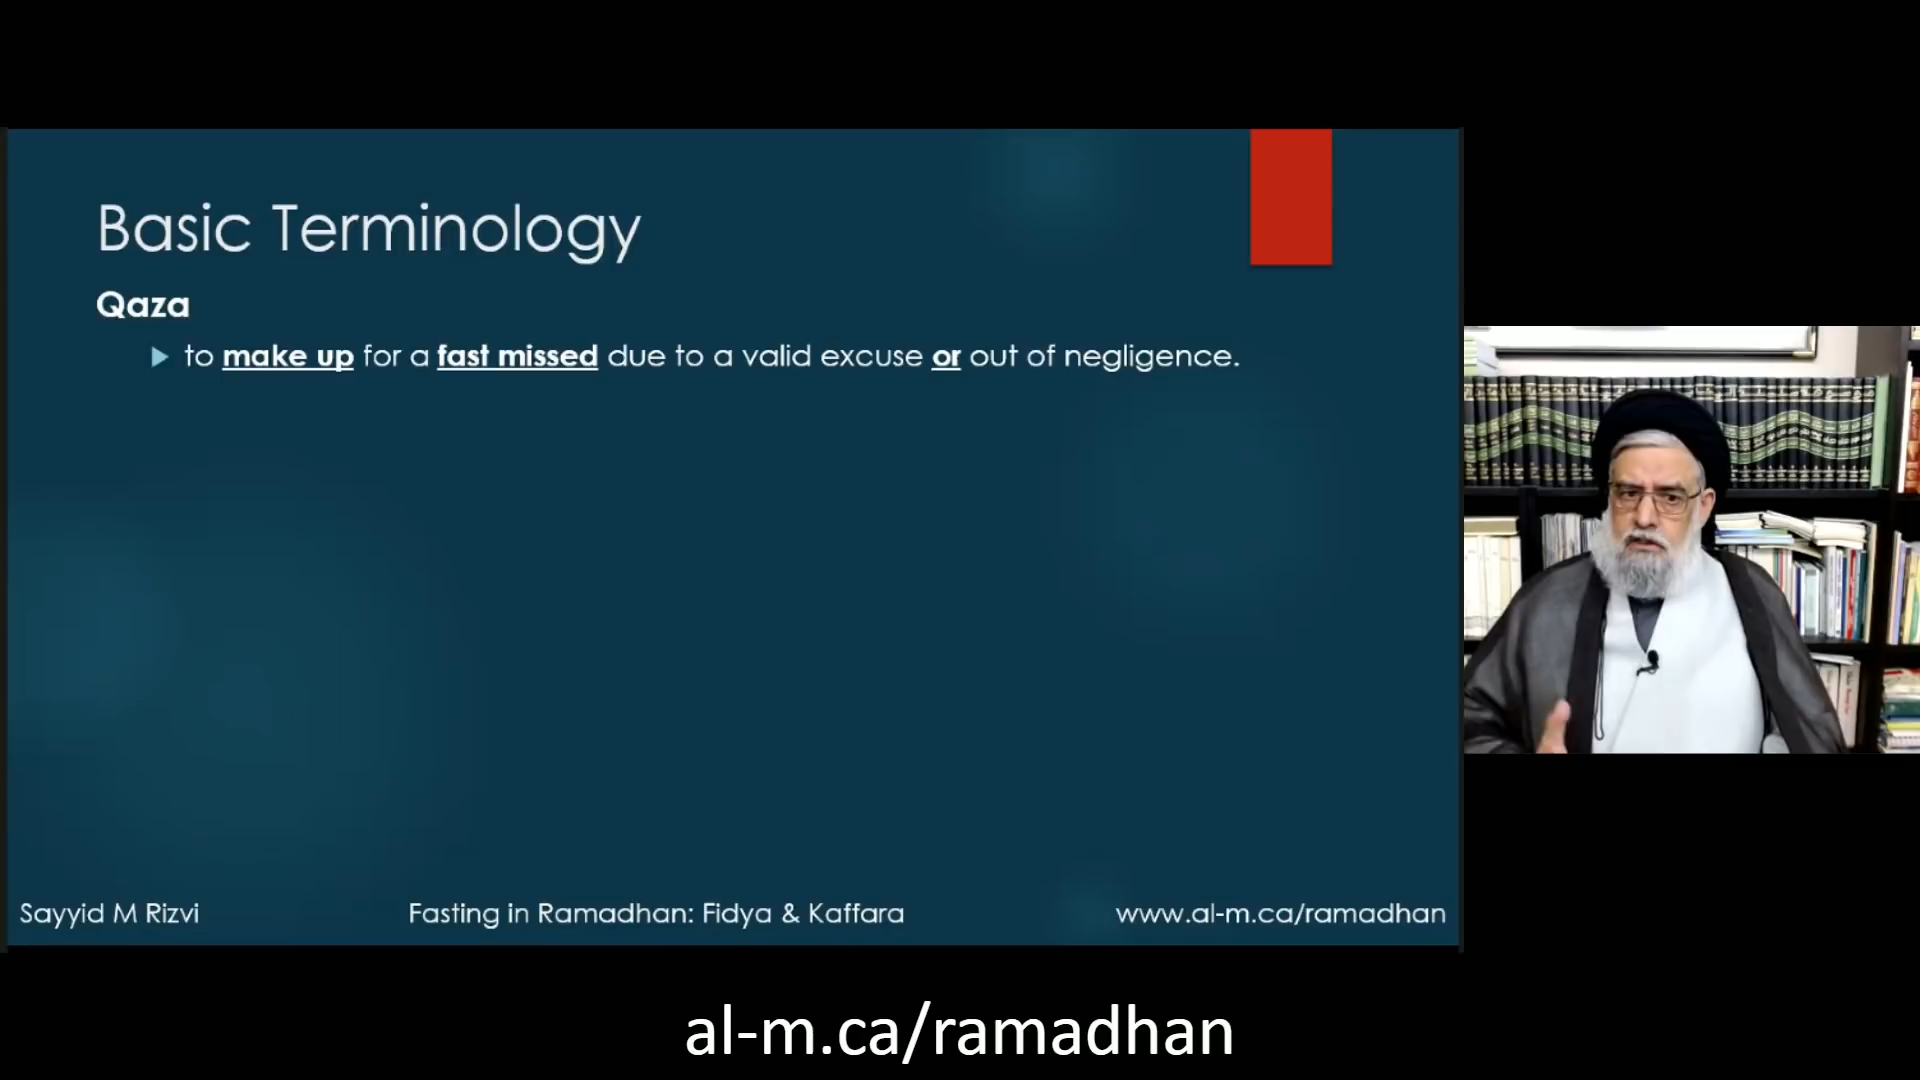 Basic Terminology
Qaza
to make up for a fast missed due to a valid excuse or out of negligence.
Sayyid M Rizvi
Fasting in Ramadhan: Fidya & Kaffara
www.al-m.ca/ramadhan
al-m.ca/ramadhan